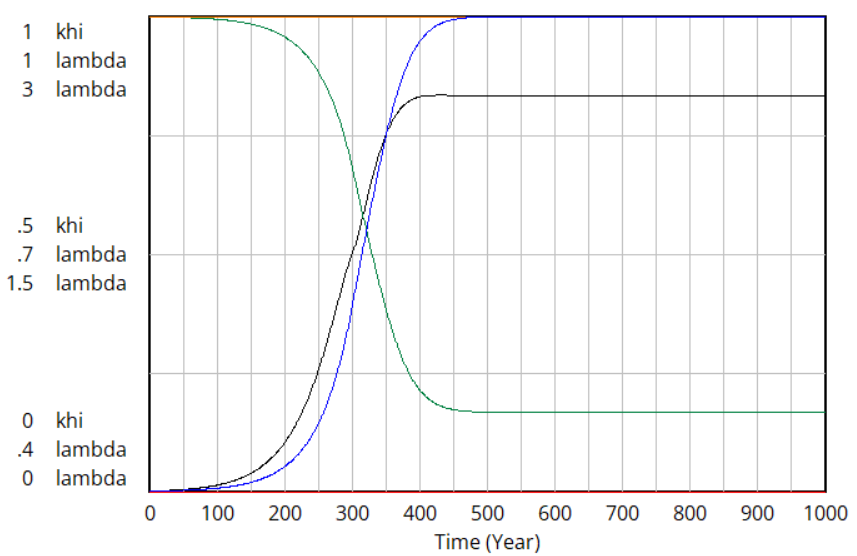 1 khi
1 lambda
3 lambda
.5 khi
.7 lambda
1.5 lambda
0 khi
.4 lambda
0 lambda
0 100 200 300 400 500 600 700 800 900 1000
Time (Year)